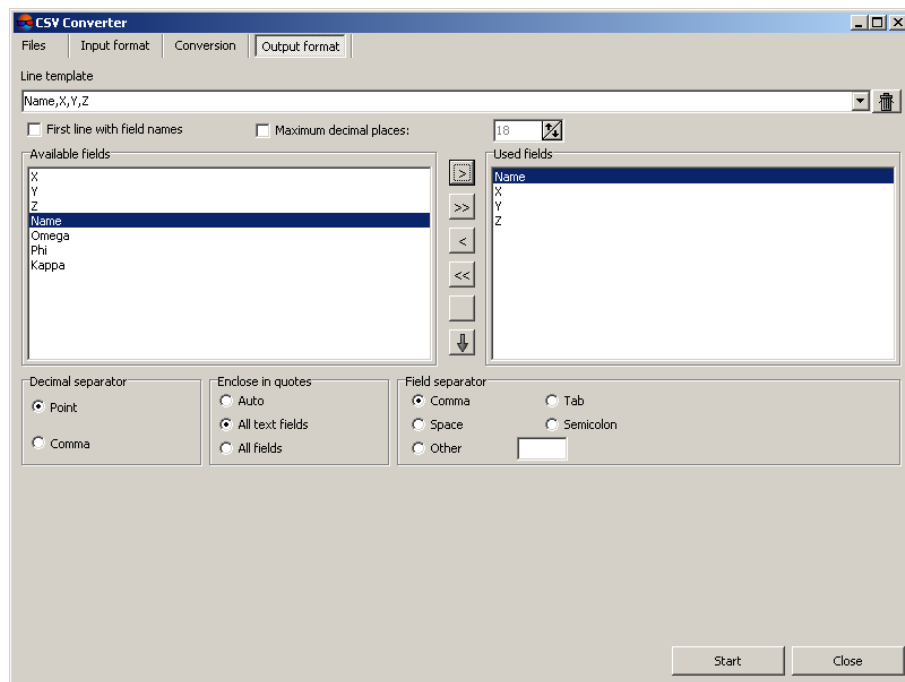 CSV Converter
Files Input format Conversion Output format
Line template
Name,X,Y,Z
First line with field names Maximum decimal places: 18
Available fields
X
Y
Z
Name
Omega
Phi
Kappa
>
>>
<
<<
Used fields
Name
X
Y
Z
Decimal separator
Point
Comma
Enclose in quotes
Auto
All text fields
All fields
Field separator
Comma Tab
Space Semicolon
Other
Start Close